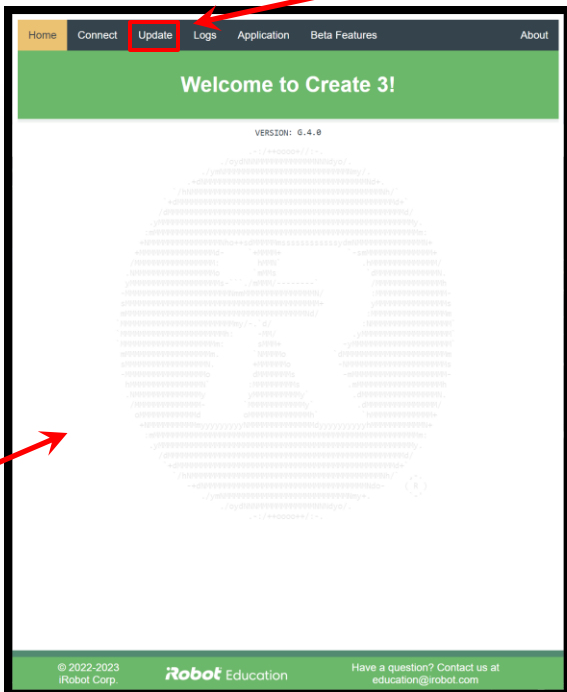 Home Connect Update Logs Application Beta Features About
Welcome to Create 3!
VERSION: G.4.0
© 2022-2023
iRobot Corp.
iRobot Education
Have a question? Contact us at
education@irobot.com